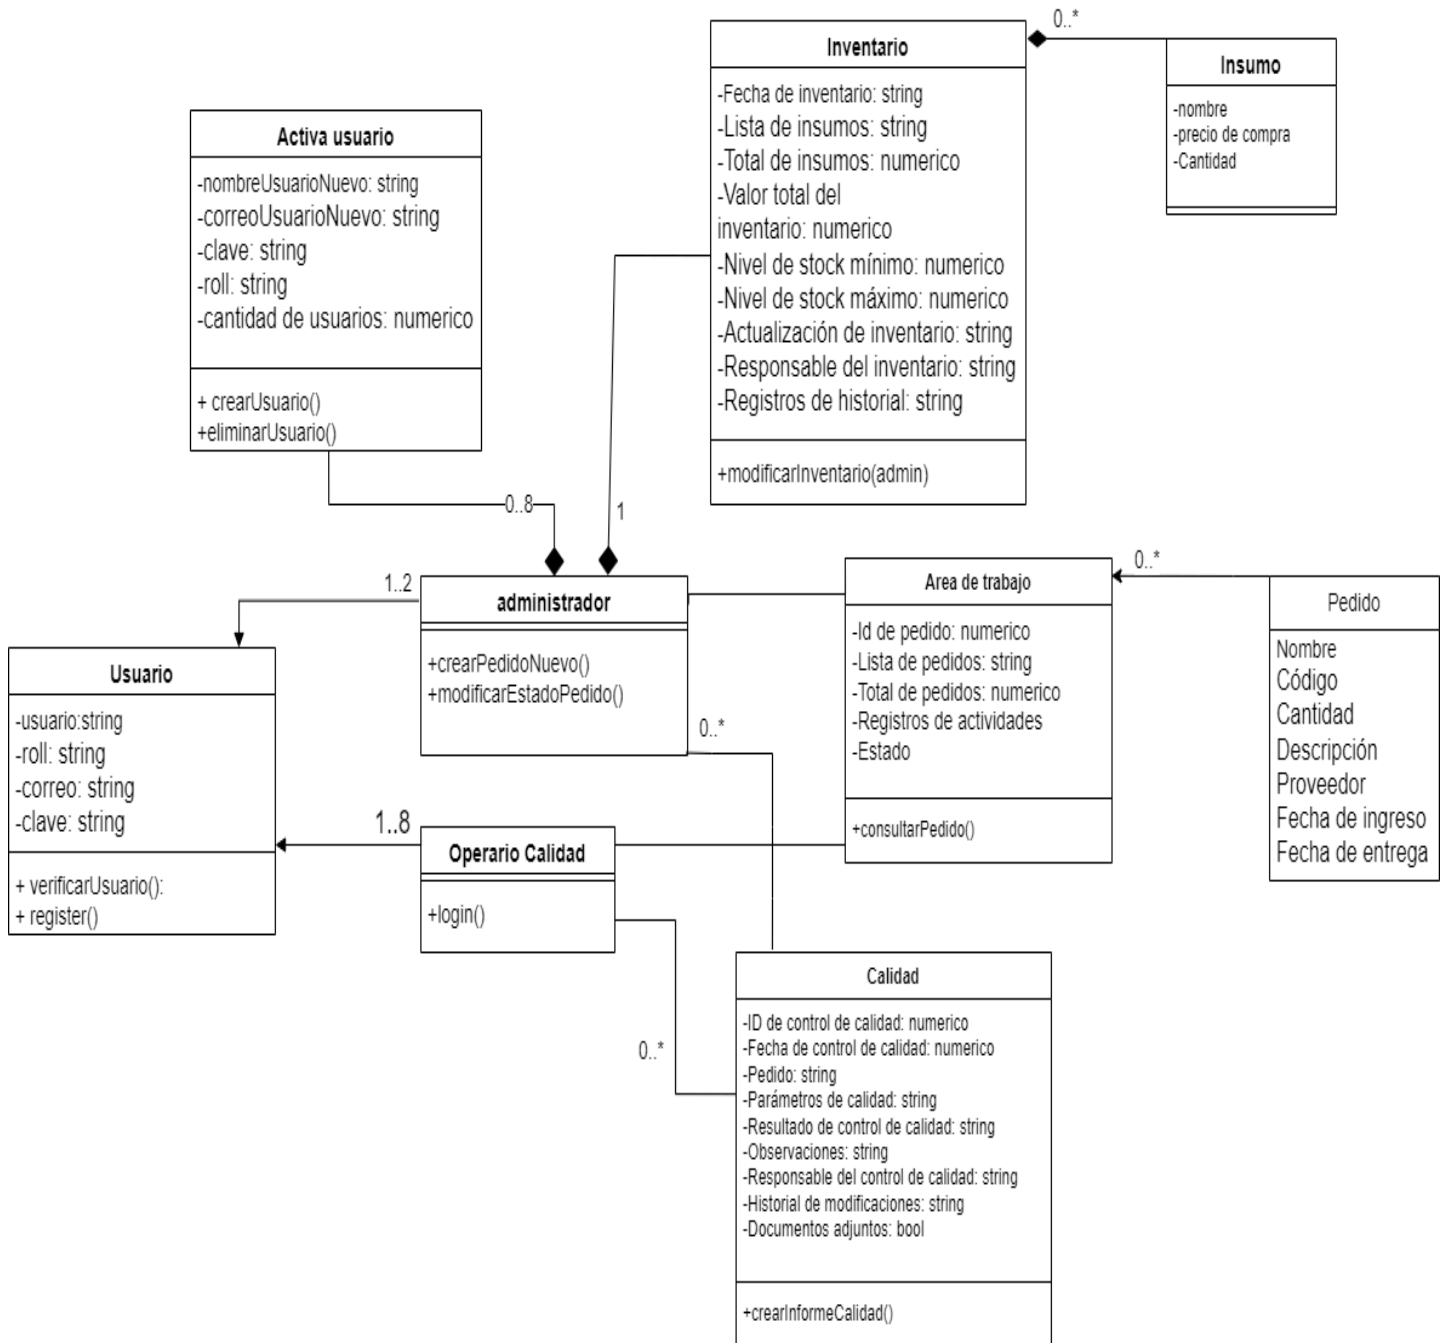 Inventario
-Fecha de inventario: string
-Lista de insumos: string
-Total de insumos: numerico
-Valor total del
inventario: numerico
-Nivel de stock mínimo: numerico
-Nivel de stock máximo: numerico
-Actualización de inventario: string
-Responsable del inventario: string
-Registros de historial: string
+modificarInventario(admin)
0..*
Insumo
-nombre
-precio de compra
-Cantidad
Activa usuario
-nombreUsuarioNuevo: string
-correoUsuarioNuevo: string
-clave: string
-roll: string
-cantidad de usuarios: numerico
+ crearUsuario()
+eliminarUsuario()
0..8
1
1..2
administrador
+crearPedidoNuevo()
+modificarEstadoPedido()
0..*
Area de trabajo
-Id de pedido: numerico
-Lista de pedidos: string
-Total de pedidos: numerico
-Registros de actividades
-Estado
+consultarPedido()
0..*
Pedido
Nombre
Código
Cantidad
Descripción
Proveedor
Fecha de ingreso
Fecha de entrega
Usuario
-usuario:string
-roll: string
-correo: string
-clave: string
+ verificarUsuario():
+ register()
1..8
Operario Calidad
+login()
0..*
Calidad
-ID de control de calidad: numerico
-Fecha de control de calidad: numerico
-Pedido: string
-Parámetros de calidad: string
-Resultado de control de calidad: string
-Observaciones: string
-Responsable del control de calidad: string
-Historial de modificaciones: string
-Documentos adjuntos: bool
+crearInformeCalidad()